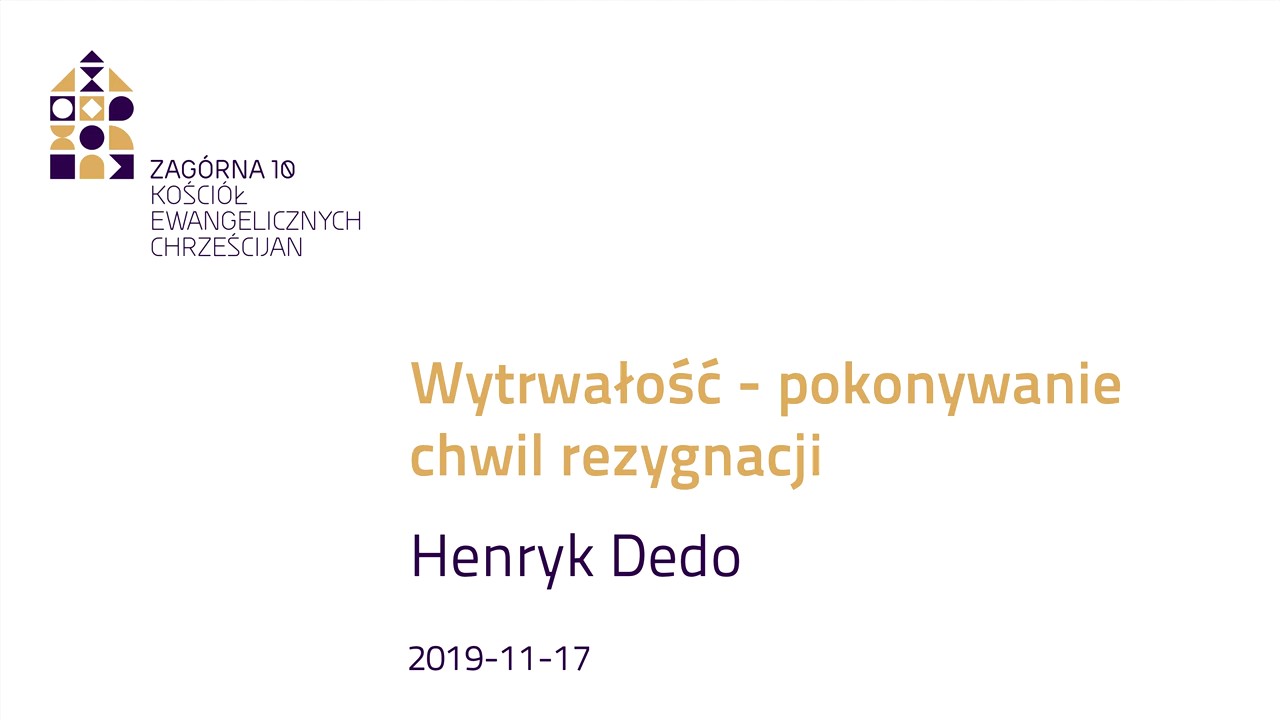 ZAGÓRNA 10
KOŚCIÓŁ
EWANGELICZNYCH
CHRZEŚCIJAN
Wytrwałość - pokonywanie
chwil rezygnacji
Henryk Dedo
2019-11-17